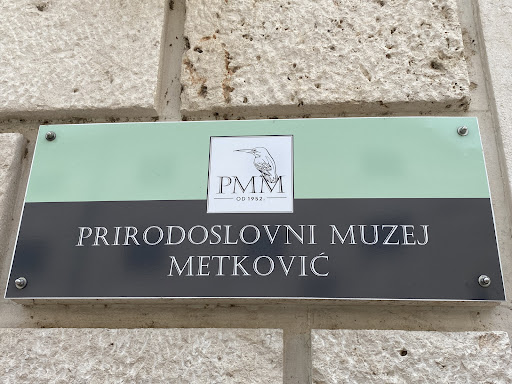 PMM
OD 1952.
PRIRODOSLOVNI MUZEJ
METKOVIĆ